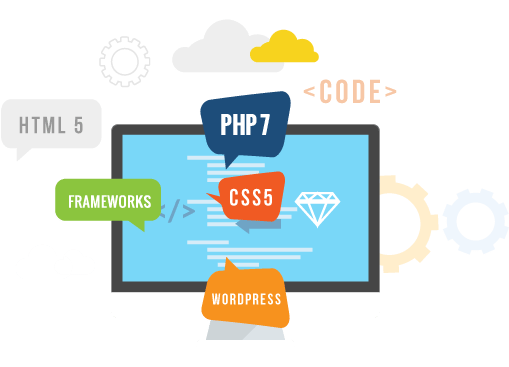 <CODE>
HTML 5
PHP 7
FRAMEWORKS
</>
CSS5
WORDPRESS